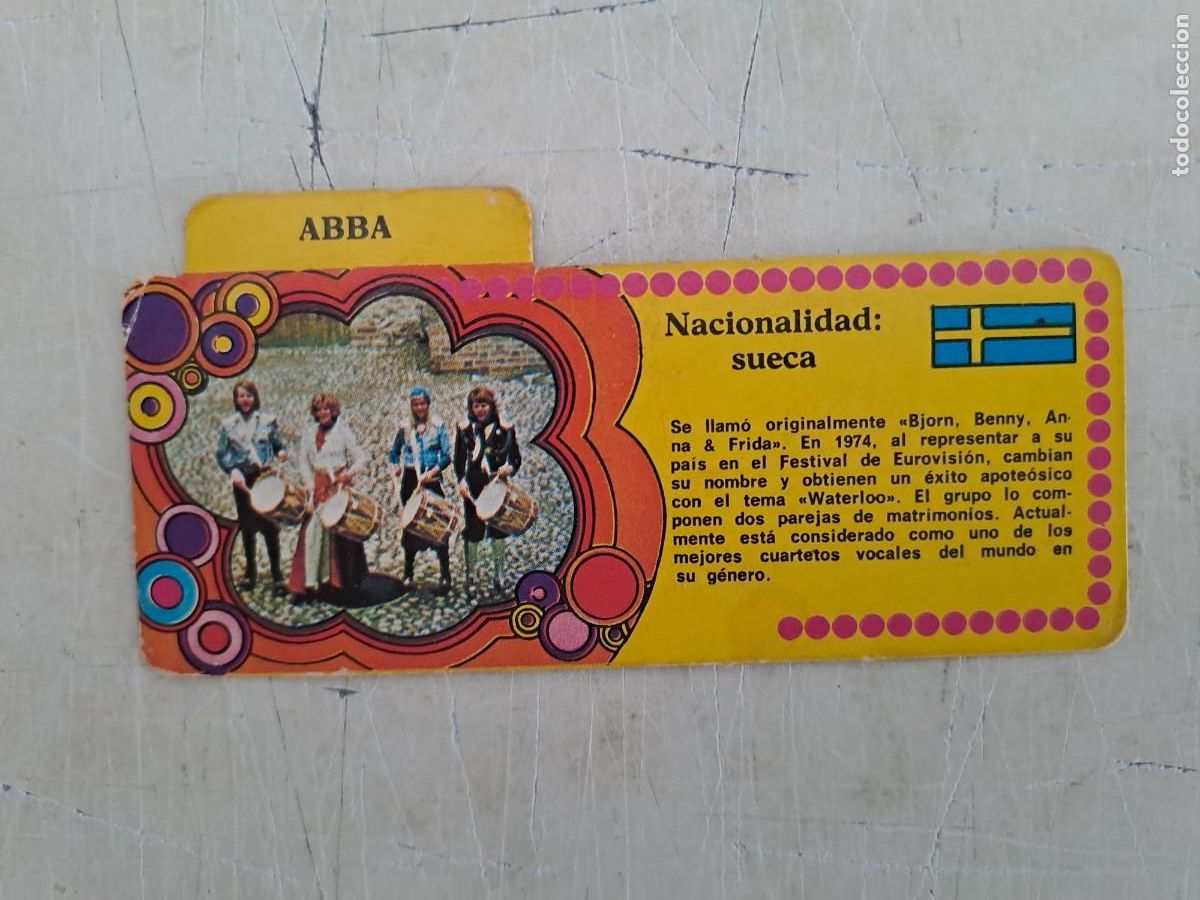 todocoleccion
ABBA
Nacionalidad:
sueca
Se llamó originalmente «Bjorn, Benny, An-
na & Frida». En 1974, al representar a su
país en el Festival de Eurovisión, cambian
su nombre y obtienen un éxito apoteósico
con el tema «Waterloo». El grupo lo com-
ponen dos parejas de matrimonios. Actual-
mente está considerado como uno de los
mejores cuartetos vocales del mundo en
su género.